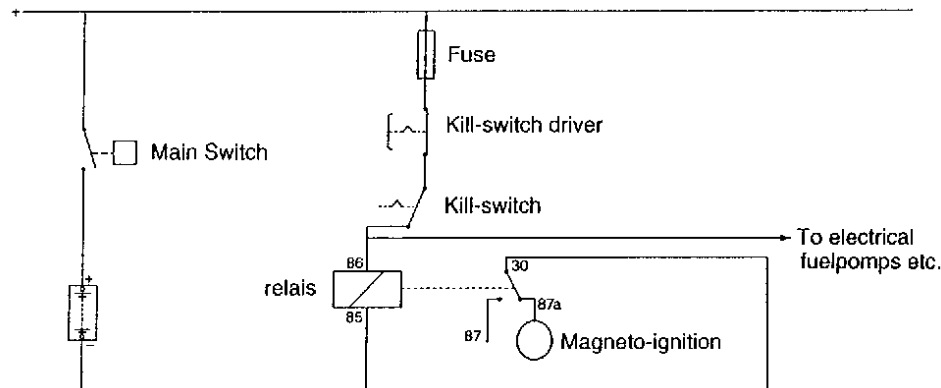 +
Fuse
Kill-switch driver
Main Switch
Kill-switch
To electrical
fuelpomps etc.
86
30
relais
+
85
87a
87
Magneto-ignition
-